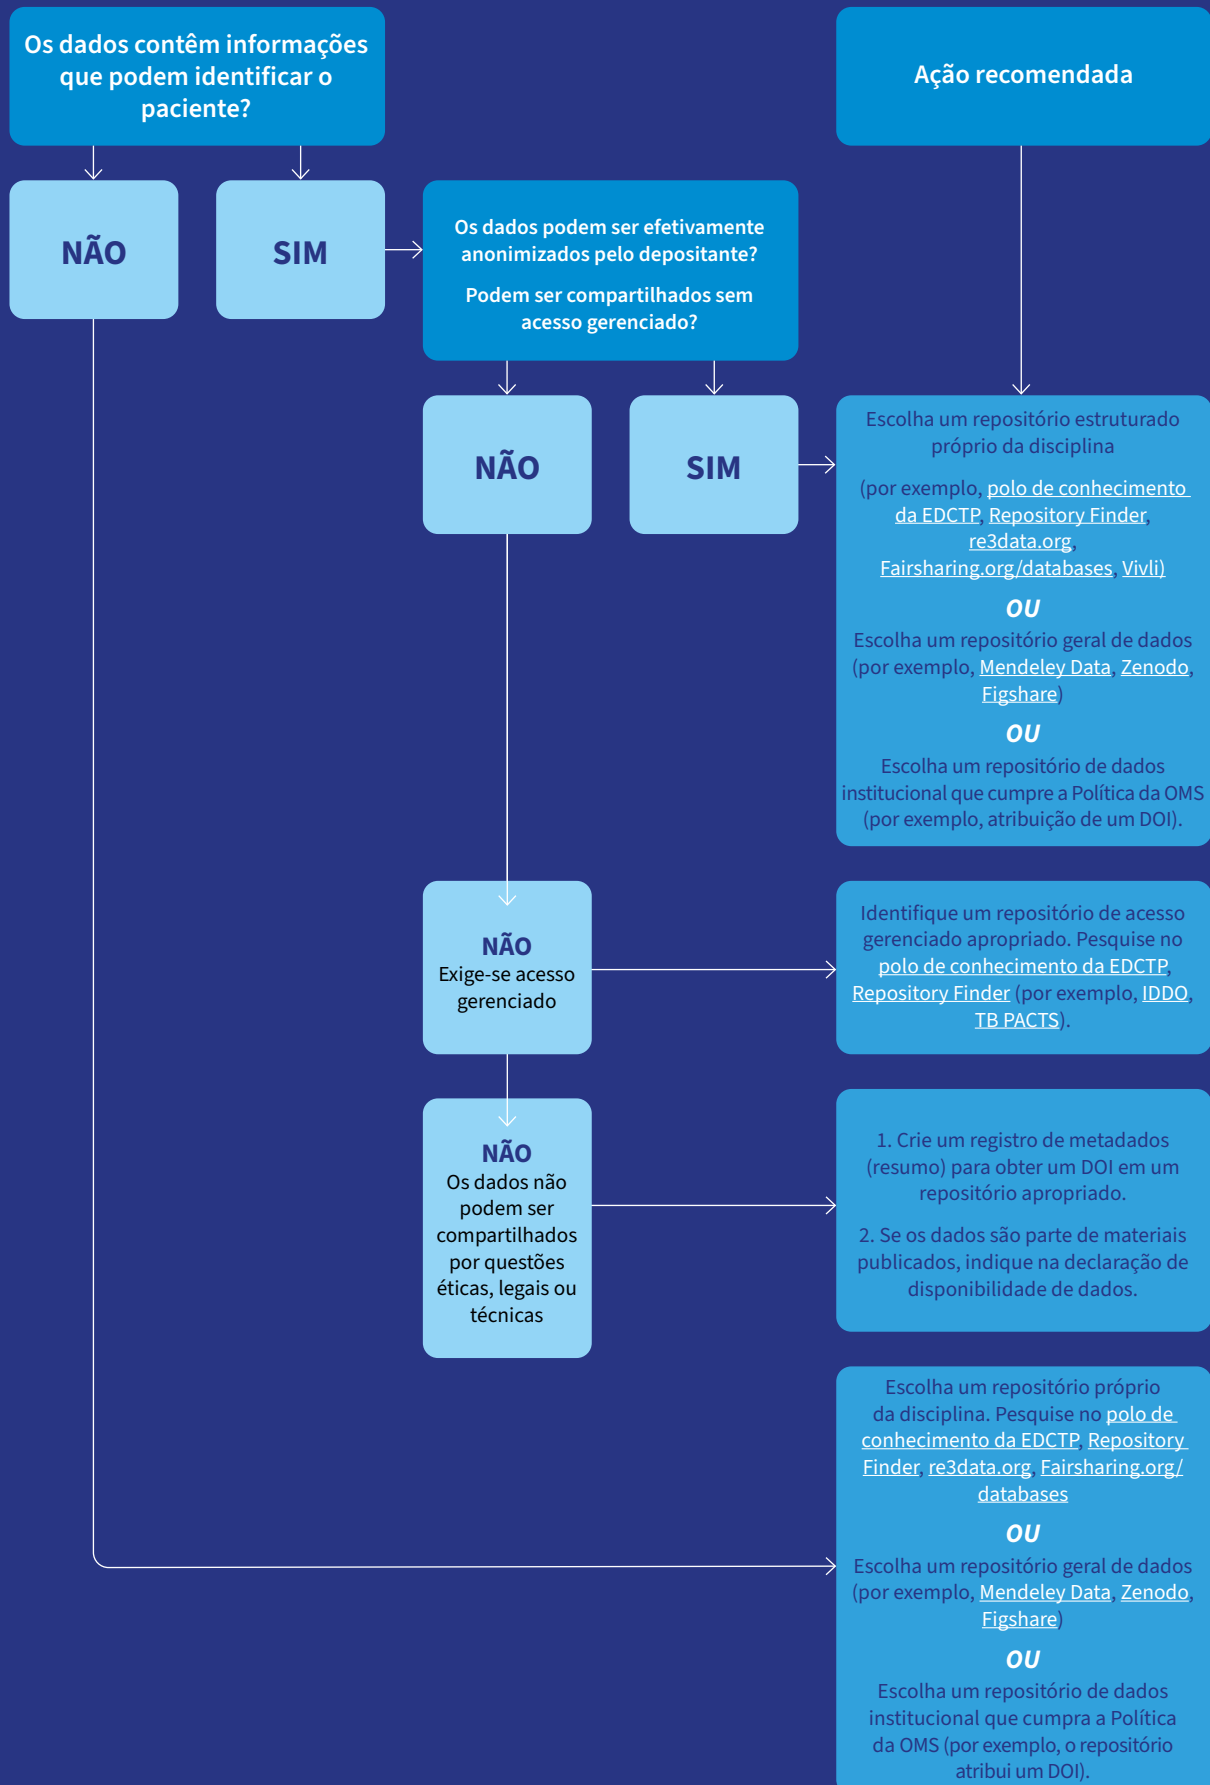 Os dados contêm informações
que podem identificar o
paciente?
Ação recomendada
NÃO
SIM
Os dados podem ser efetivamente
anonimizados pelo depositante?
Podem ser compartilhados sem
acesso gerenciado?
NÃO
SIM
Escolha um repositório estruturado
próprio da disciplina
(por exemplo, polo de conhecimento
da EDCTP, Repository Finder,
re3data.org,
Fairsharing.org/databases, Vivli)
OU
Escolha um repositório geral de dados
(por exemplo, Mendeley Data, Zenodo,
Figshare)
OU
Escolha um repositório de dados
institucional que cumpre a Política da OMS
(por exemplo, atribuição de um DOI).
NÃO
Exige-se acesso
gerenciado
Identifique um repositório de acesso
gerenciado apropriado. Pesquise no
polo de conhecimento da EDCTP,
Repository Finder (por exemplo, IDDO,
TB PACTS).
NÃO
Os dados não
podem ser
compartilhados
por questões
éticas, legais ou
técnicas
1. Crie um registro de metadados
(resumo) para obter um DOI em um
repositório apropriado.
2. Se os dados são parte de materiais
publicados, indique na declaração de
disponibilidade de dados.
Escolha um repositório próprio
da disciplina. Pesquise no polo de
conhecimento da EDCTP, Repository
Finder, re3data.org, Fairsharing.org/
databases
OU
Escolha um repositório geral de dados
(por exemplo, Mendeley Data, Zenodo,
Figshare)
OU
Escolha um repositório de dados
institucional que cumpra a Política
da OMS (por exemplo, o repositório
atribui um DOI).